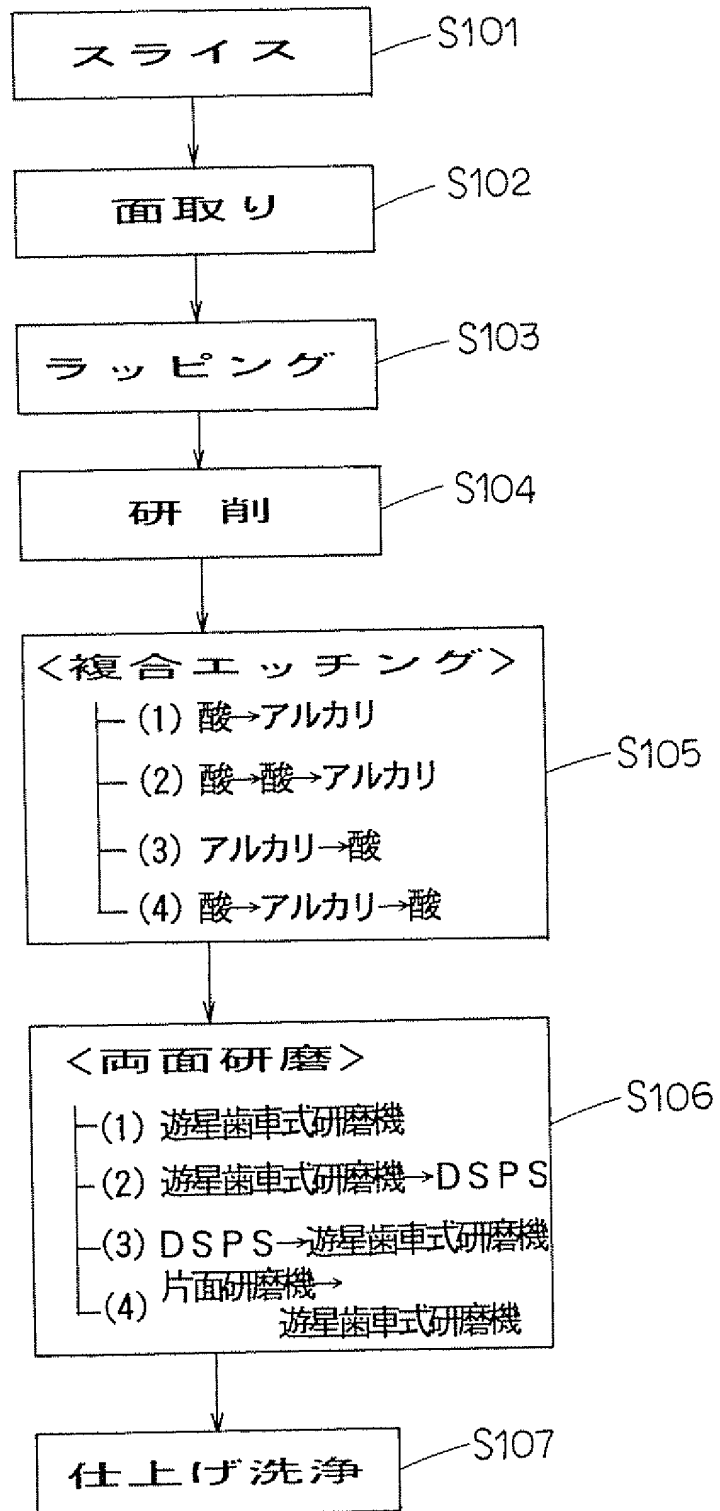 スライス
S101
面取り
S102
ラッピング
S103
研削
S104
<複合エッチング>
(1) 酸→アルカリ
(2) 酸→酸→アルカリ
(3) アルカリ→酸
(4) 酸→アルカリ→酸
S105
<両面研磨>
(1) 遊星歯車式研磨機
(2) 遊星歯車式研磨機→DSPS
(3) DSPS→遊星歯車式研磨機
(4) 片面研磨機→
遊星歯車式研磨機
S106
仕上げ洗浄
S107